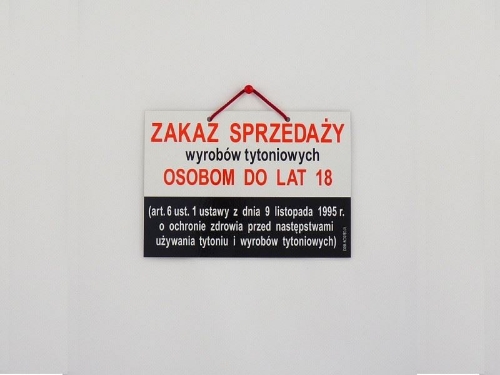 ZAKAZ SPRZEDAŻY
wyrobów tytoniowych
OSOBOM DO LAT 18
(art. 6 ust. 1 ustawy z dnia 9 listopada 1995 r.
o ochronie zdrowia przed następstwami
używania tytoniu i wyrobów tytoniowych)